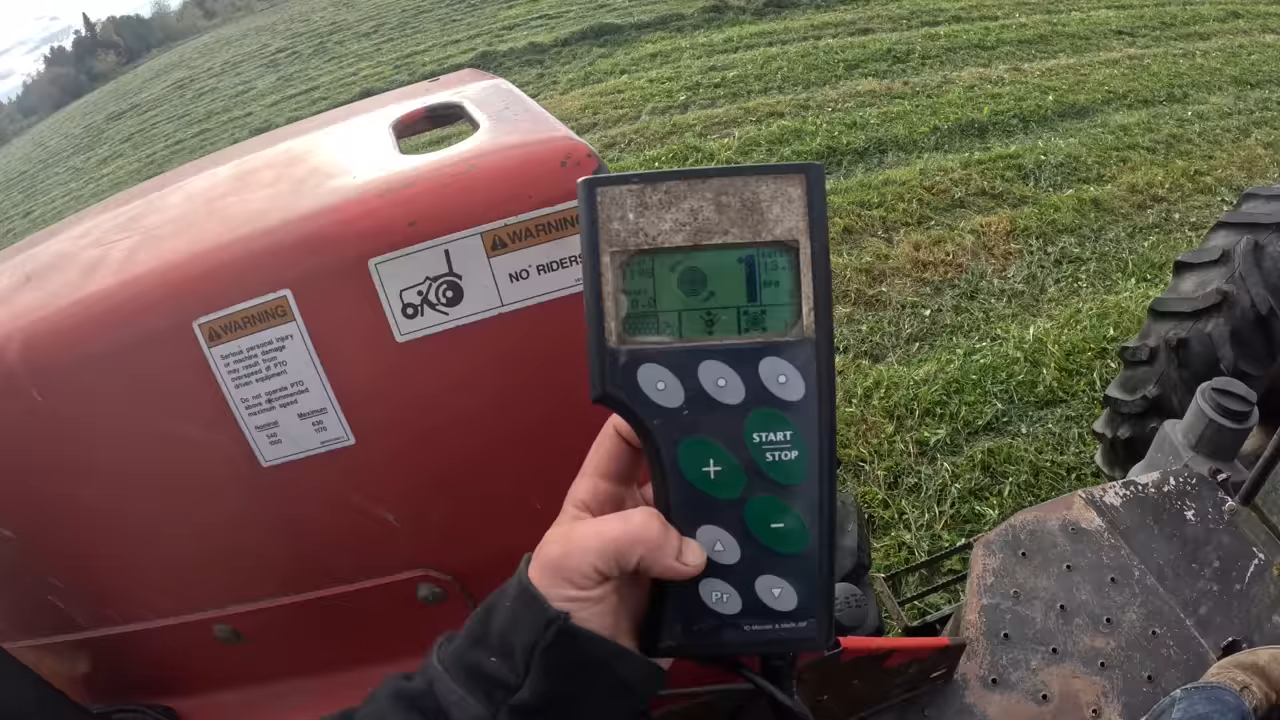 WARNING
NO RIDERS
WARNING
Serious personal injury
or machine damage
may result from
overspeed of PTO
driven equipment
Do not operate PTO
above recommended
maximum speed
Nominal Maximum
540 630
1000 1170
START
STOP
+
-
Pr